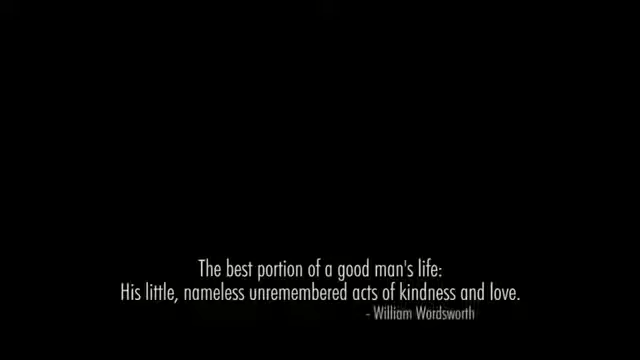 The best portion of a good man's life:
His little, nameless unremembered acts of kindness and love.
- William Wordsworth